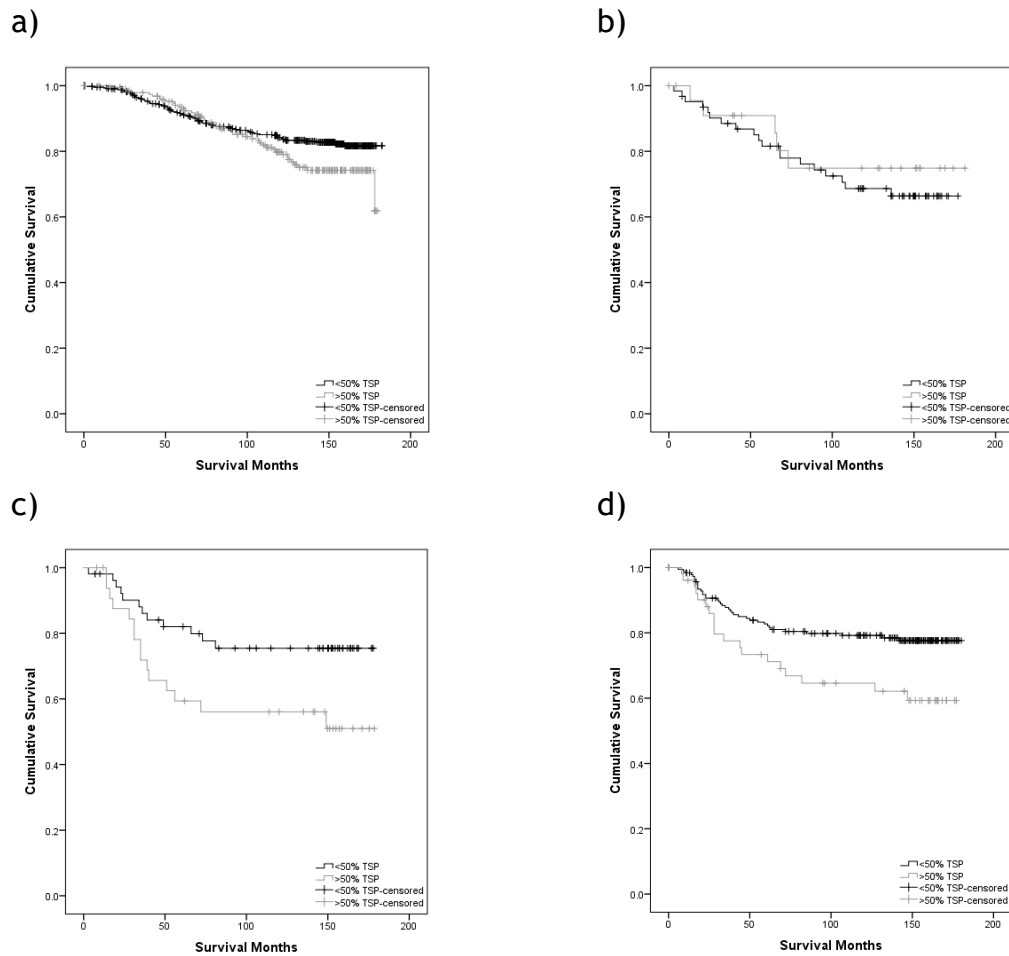 a)
Cumulative Survival
1.0
0.8
0.6
0.4
0.2
0.0
<50% TSP
>50% TSP
<50% TSP-censored
>50% TSP-censored
0 50 100 150 200
Survival Months
b)
Cumulative Survival
1.0
0.8
0.6
0.4
0.2
0.0
<50% TSP
>50% TSP
<50% TSP-censored
>50% TSP-censored
0 50 100 150 200
Survival Months
c)
Cumulative Survival
1.0
0.8
0.6
0.4
0.2
0.0
<50% TSP
>50% TSP
<50% TSP-censored
>50% TSP-censored
0 50 100 150 200
Survival Months
d)
Cumulative Survival
1.0
0.8
0.6
0.4
0.2
0.0
<50% TSP
>50% TSP
<50% TSP-censored
>50% TSP-censored
0 50 100 150 200
Survival Months